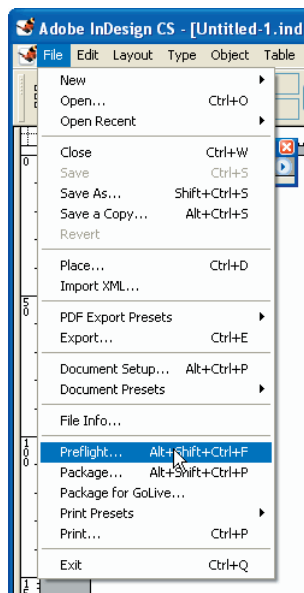 Adobe InDesign CS - [Untitled-1.ind
File Edit Layout Type Object Table
New
Open... Ctrl+O
Open Recent
Close Ctrl+W
Save Ctrl+S
Save As... Shift+Ctrl+S
Save a Copy... Alt+Ctrl+S
Revert
Place... Ctrl+D
Import XML...
PDF Export Presets
Export... Ctrl+E
Document Setup... Alt+Ctrl+P
Document Presets
File Info...
Preflight... Alt+Shift+Ctrl+F
Package... Alt+Shift+Ctrl+P
Package for GoLive...
Print Presets
Print... Ctrl+P
Exit Ctrl+Q
0
50
100